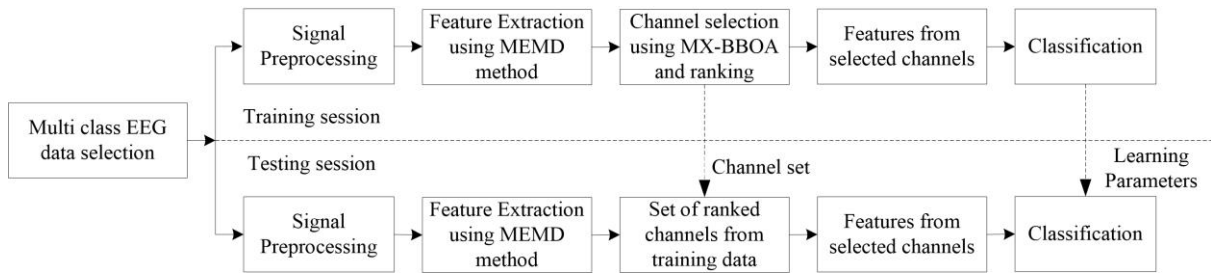 Multi class EEG
data selection
Training session
Testing session
Signal
Preprocessing
Feature Extraction
using MEMD
method
Channel selection
using MX-BBOA
and ranking
Features from
selected channels
Classification
Channel set
Learning
Parameters
Signal
Preprocessing
Feature Extraction
using MEMD
method
Set of ranked
channels from
training data
Features from
selected channels
Classification